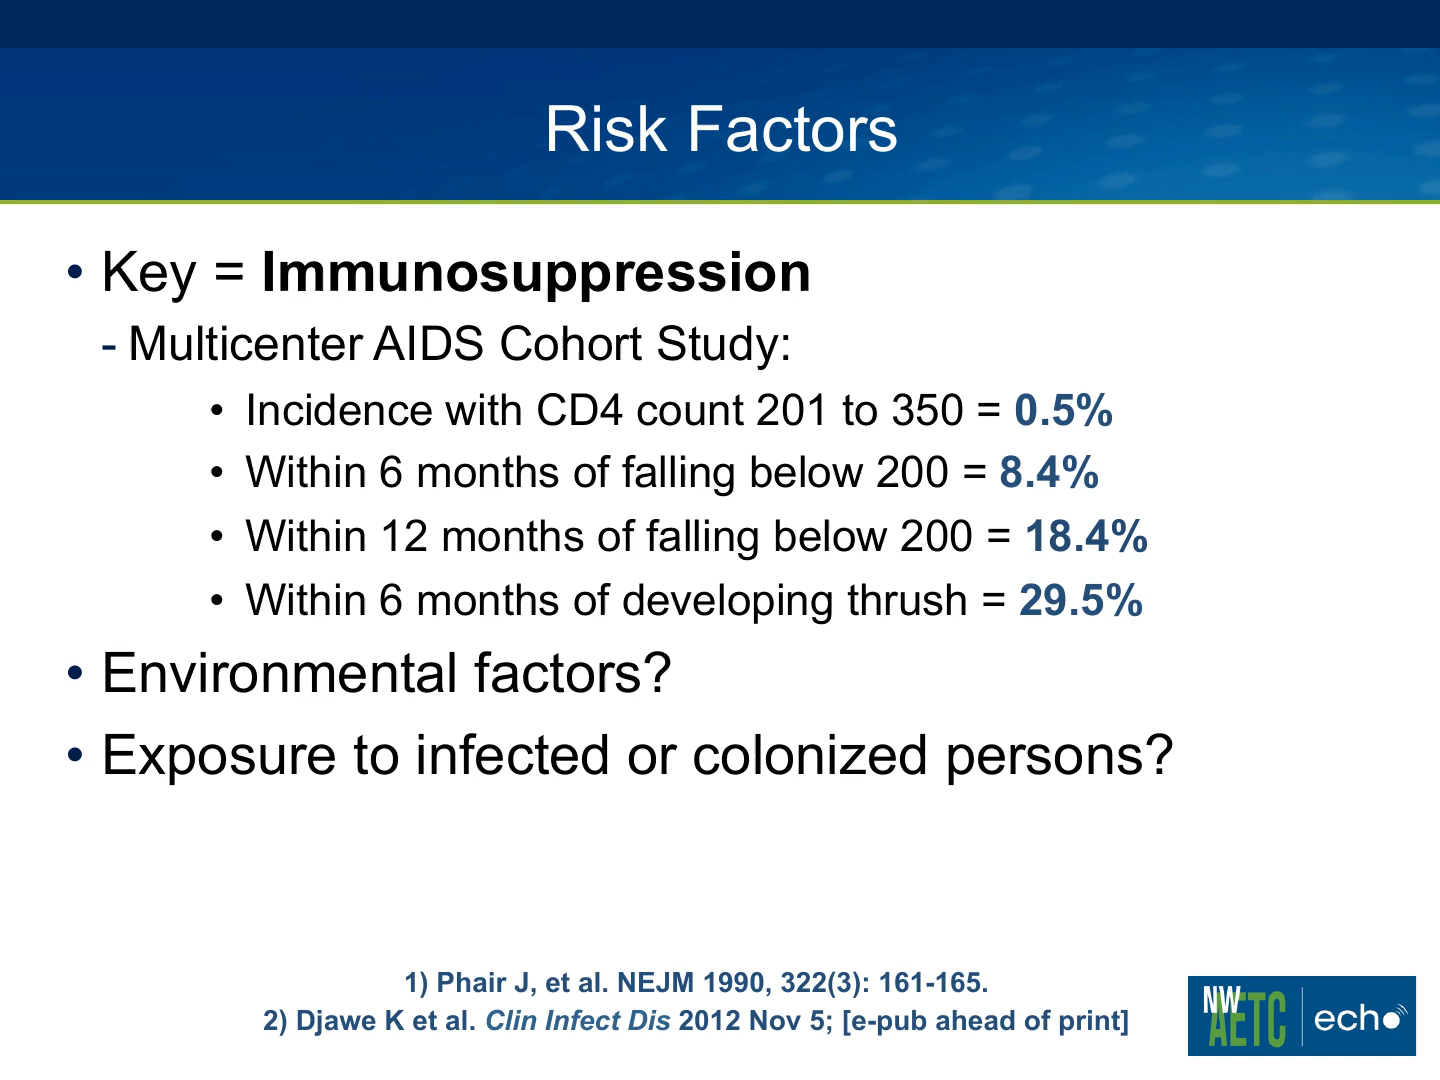 Risk Factors
• Key = Immunosuppression
- Multicenter AIDS Cohort Study:
• Incidence with CD4 count 201 to 350 = 0.5%
• Within 6 months of falling below 200 = 8.4%
• Within 12 months of falling below 200 = 18.4%
• Within 6 months of developing thrush = 29.5%
• Environmental factors?
• Exposure to infected or colonized persons?
1) Phair J, et al. NEJM 1990, 322(3): 161-165.
2) Djawe K et al. Clin Infect Dis 2012 Nov 5; [e-pub ahead of print]
NW
AETC
echo